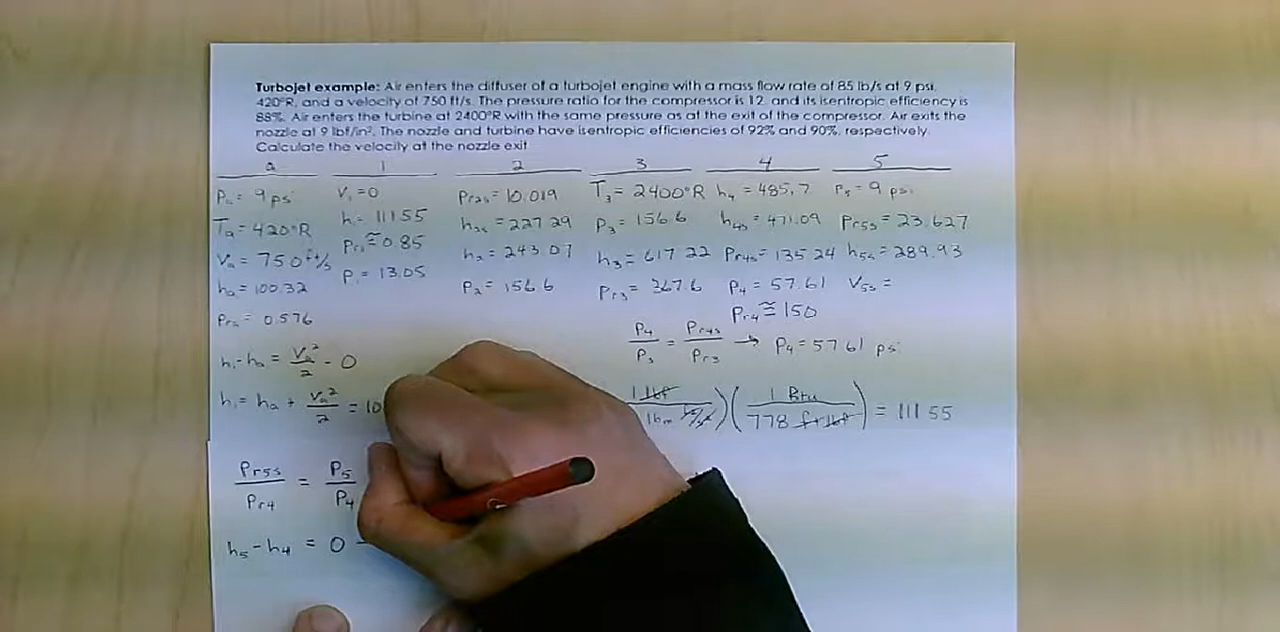 Turbojet example: Air enters the diffuser of a turbojet engine with a mass flow rate of 85 lb/s at 9 psi,
420°R, and a velocity of 750 ft/s. The pressure ratio for the compressor is 12, and its isentropic efficiency is
88%. Air enters the turbine at 2400°R with the same pressure as at the exit of the compressor. Air exits the
nozzle at 9 lbf/in². The nozzle and turbine have isentropic efficiencies of 92% and 90%, respectively.
Calculate the velocity at the nozzle exit
a
Pa = 9 psi
Ta = 420°R
Va = 750 ft/s
ha = 100.32
Pra = 0.576
1
V1 = 0
h1 = 111.55
Pr1 ≅ 0.85
P1 = 13.05
2
Pr2s = 10.019
h2s = 227.29
h2 = 243.07
P2 = 156.6
3
T3 = 2400°R
P3 = 156.6
h3 = 617.22
Pr3 = 367.6
4
h4 = 485.7
h4s = 471.09
Pr4s = 135.24
P4 = 57.61
Pr4 ≅ 150
5
P5 = 9 psi
Pr5s = 23.627
h5s = 289.93
V5s =
P4/P3 = Pr4s/Pr3 → P4 = 57.61 psi
h1 - ha = Va²/2 - 0
h1 = ha + Va²/2 = 10
1 lbf
lbm
) ( 1 Btu / 778 ft·lbf ) = 111.55
Pr5s/Pr4 = P5/P4
h5 - h4 = 0 -